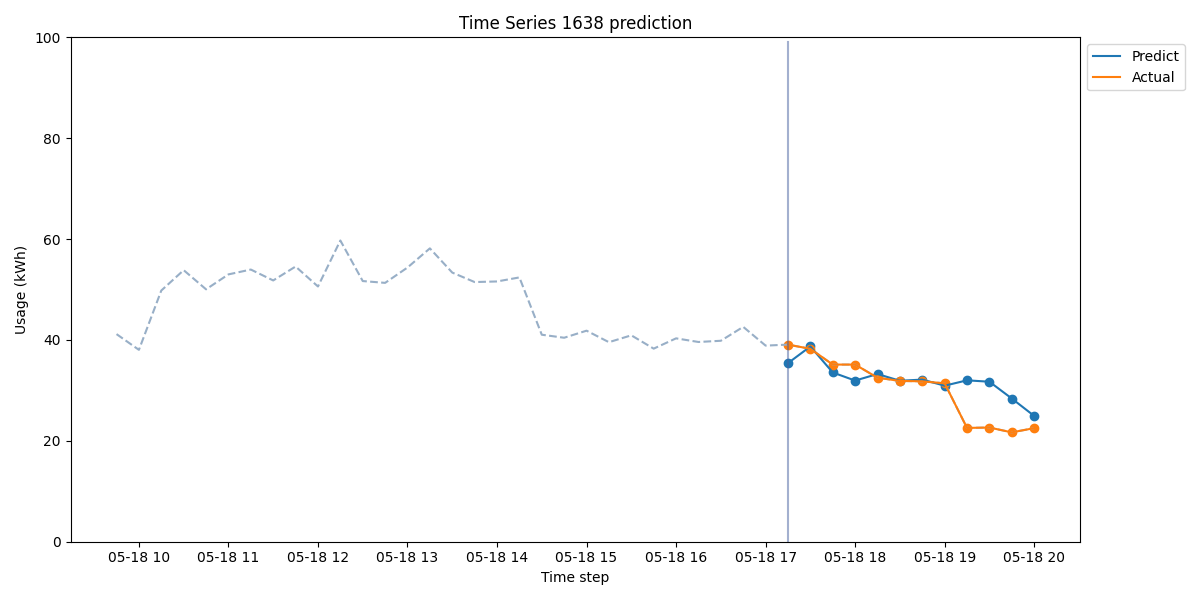 Time Series 1638 prediction
Usage (kWh)
100
80
60
40
20
0
05-18 10 05-18 11 05-18 12 05-18 13 05-18 14 05-18 15 05-18 16 05-18 17 05-18 18 05-18 19 05-18 20
Time step
Predict
Actual